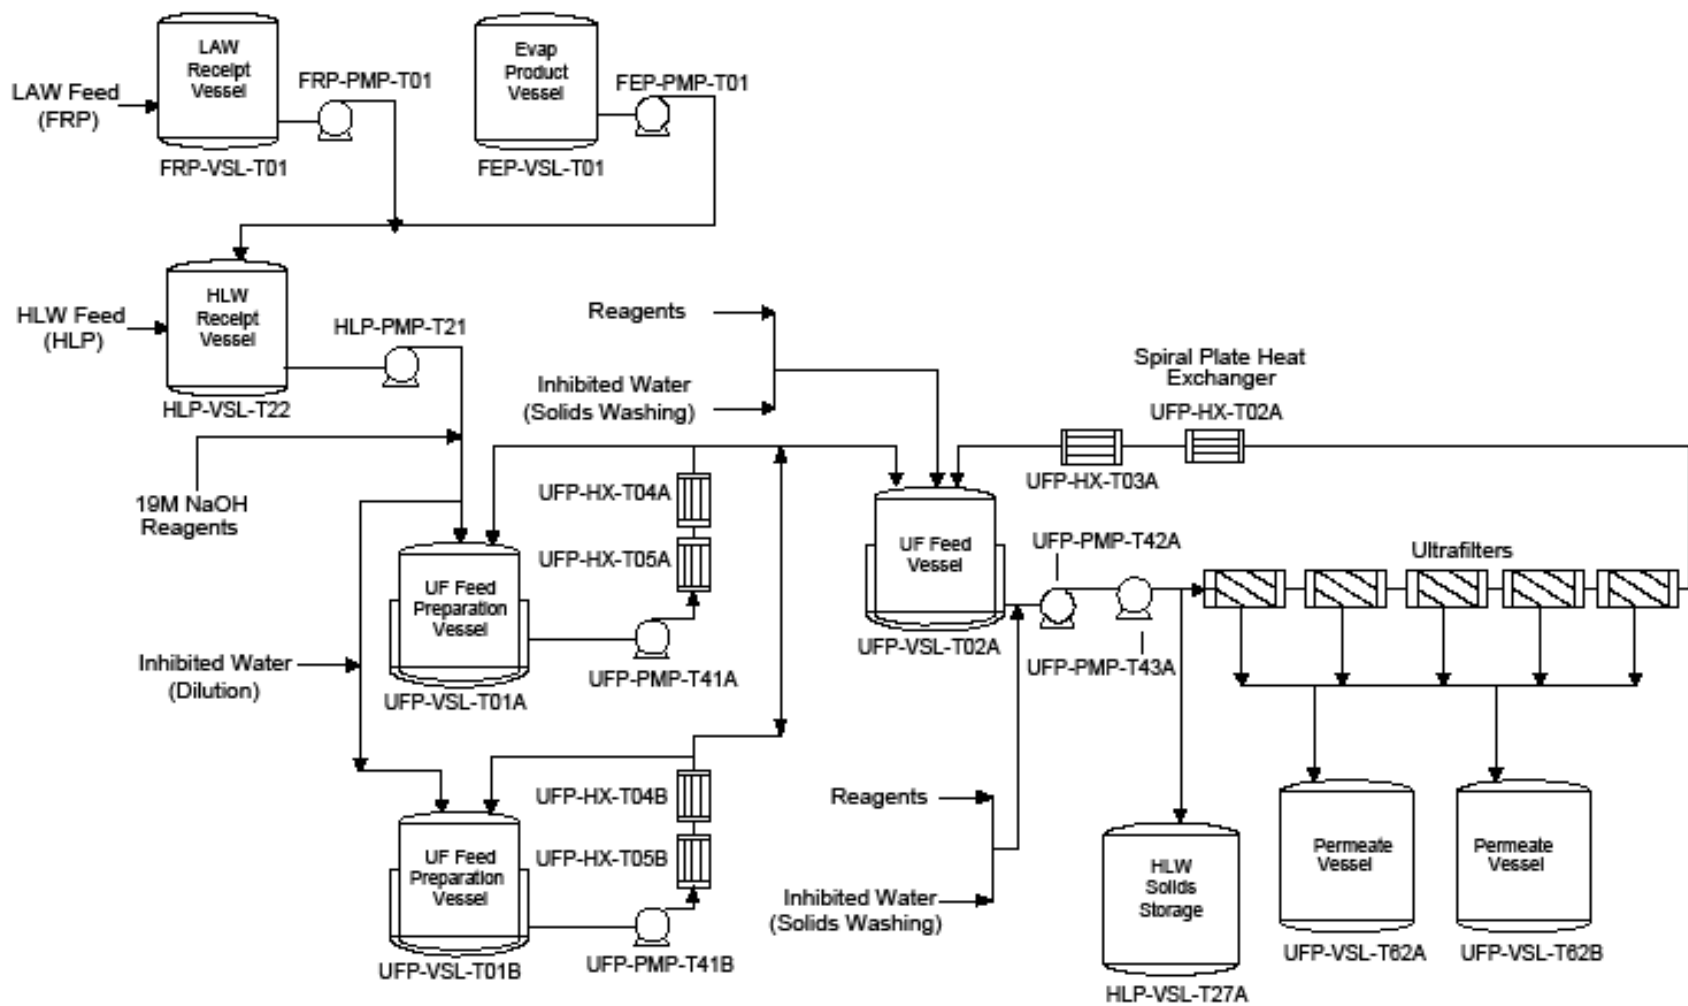 LAW
Receipt
Vessel
FRP-PMP-T01
LAW Feed
(FRP)
FRP-VSL-T01
Evap
Product
Vessel
FEP-PMP-T01
FEP-VSL-T01
HLW
Receipt
Vessel
HLW Feed
(HLP)
HLP-PMP-T21
HLP-VSL-T22
19M NaOH
Reagents
Reagents
Inhibited Water
(Solids Washing)
Spiral Plate Heat
Exchanger
UFP-HX-T02A
UFP-HX-T03A
UFP-HX-T04A
UFP-HX-T05A
UF Feed
Preparation
Vessel
UFP-PMP-T41A
UFP-VSL-T01A
UF Feed
Vessel
UFP-VSL-T02A
UFP-PMP-T42A
UFP-PMP-T43A
Ultrafilters
Inhibited Water
(Dilution)
UFP-HX-T04B
UFP-HX-T05B
UF Feed
Preparation
Vessel
UFP-PMP-T41B
UFP-VSL-T01B
Reagents
Inhibited Water
(Solids Washing)
HLW
Solids
Storage
HLP-VSL-T27A
Permeate
Vessel
UFP-VSL-T62A
Permeate
Vessel
UFP-VSL-T62B